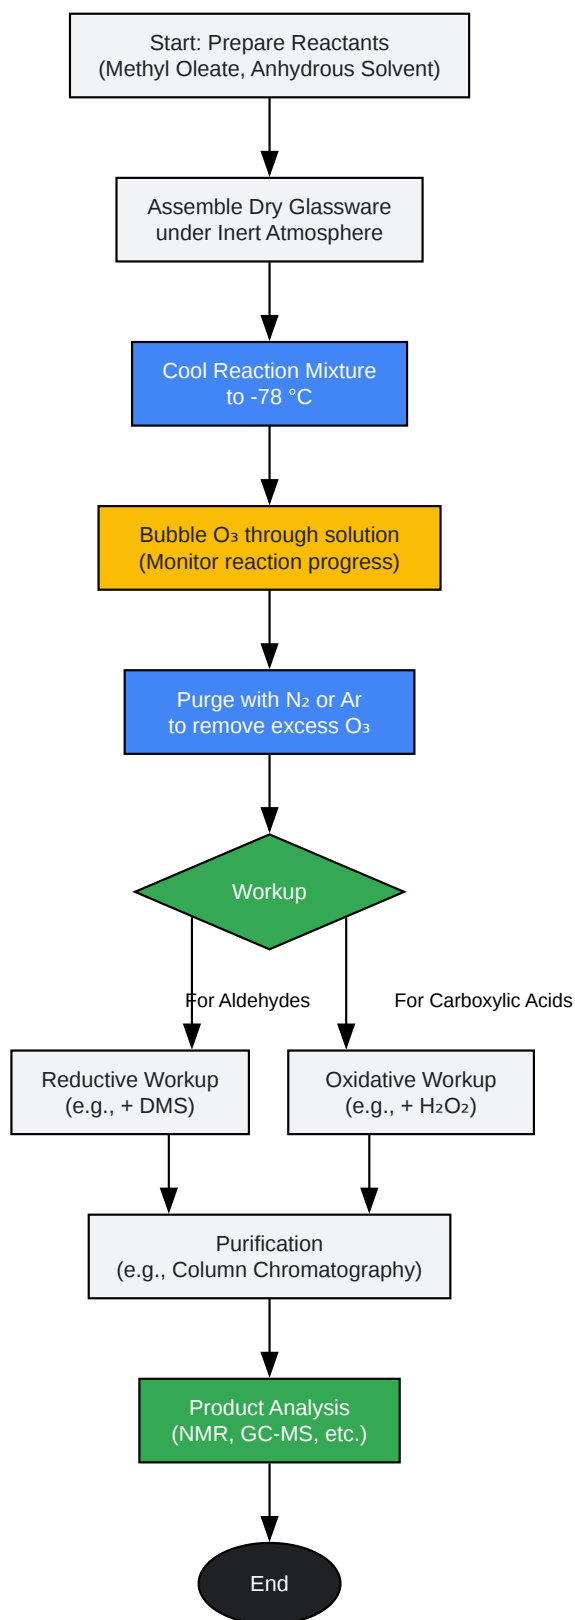 Start: Prepare Reactants
(Methyl Oleate, Anhydrous Solvent)
Assemble Dry Glassware
under Inert Atmosphere
Cool Reaction Mixture
to -78 °C
Bubble O₃ through solution
(Monitor reaction progress)
Purge with N₂ or Ar
to remove excess O₃
Workup
For Aldehydes
For Carboxylic Acids
Reductive Workup
(e.g., + DMS)
Oxidative Workup
(e.g., + H₂O₂)
Purification
(e.g., Column Chromatography)
Product Analysis
(NMR, GC-MS, etc.)
End